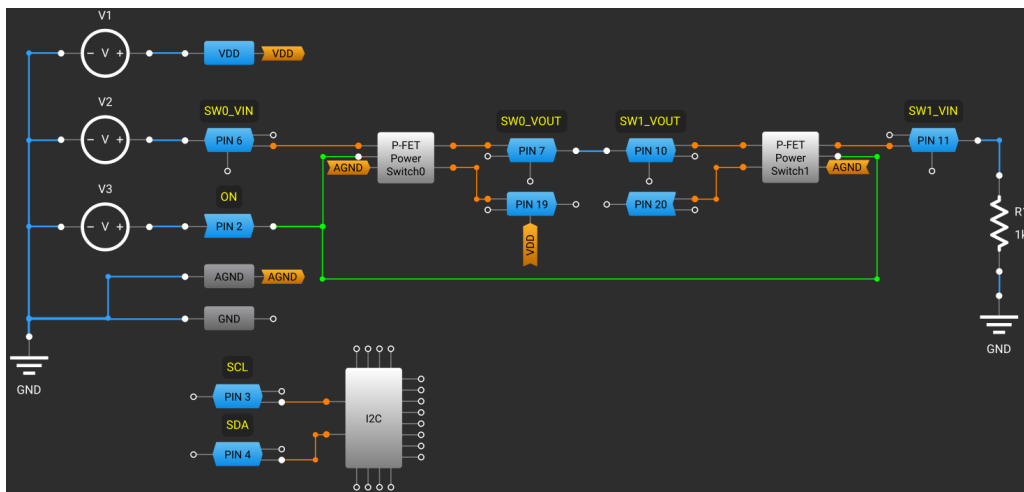 V1
V
VDD
VDD
V2
SW0_VIN
V
PIN 6
P-FET
Power
Switch0
AGND
SW0_VOUT
PIN 7
SW1_VOUT
PIN 10
P-FET
Power
Switch1
AGND
SW1_VIN
PIN 11
V3
ON
V
PIN 2
PIN 19
VDD
PIN 20
AGND
AGND
GND
GND
GND
SCL
PIN 3
SDA
PIN 4
I2C